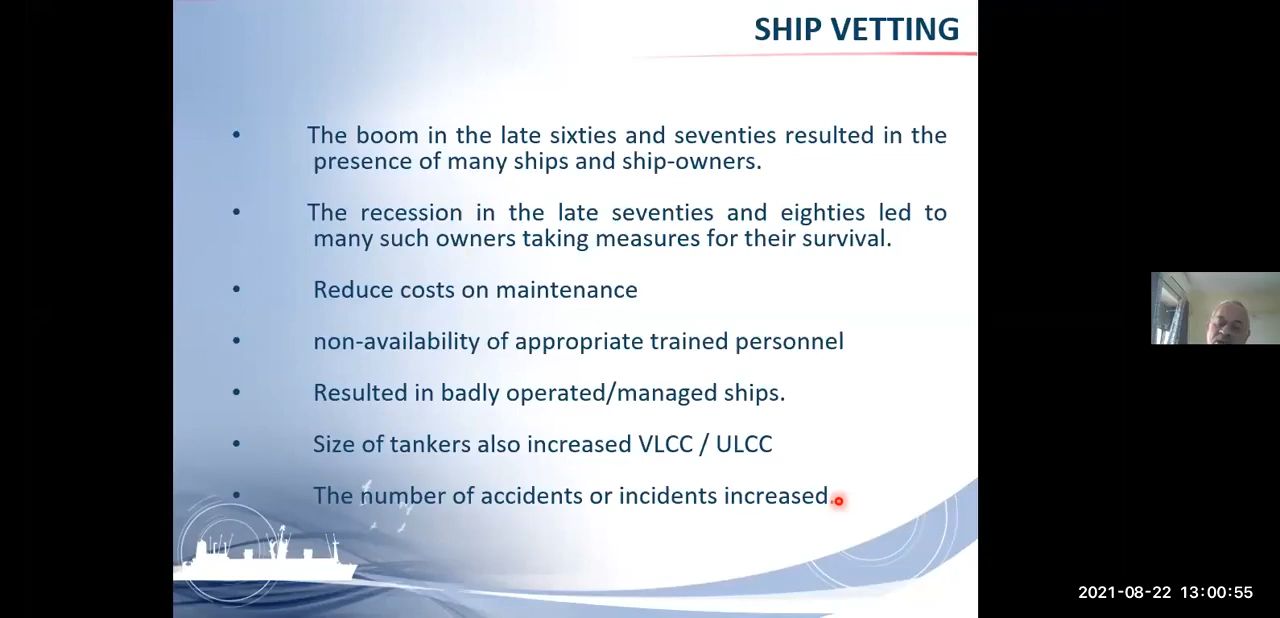 SHIP VETTING
• The boom in the late sixties and seventies resulted in the
presence of many ships and ship-owners.
• The recession in the late seventies and eighties led to
many such owners taking measures for their survival.
• Reduce costs on maintenance
• non-availability of appropriate trained personnel
• Resulted in badly operated/managed ships.
• Size of tankers also increased VLCC / ULCC
• The number of accidents or incidents increased.
2021-08-22 13:00:55